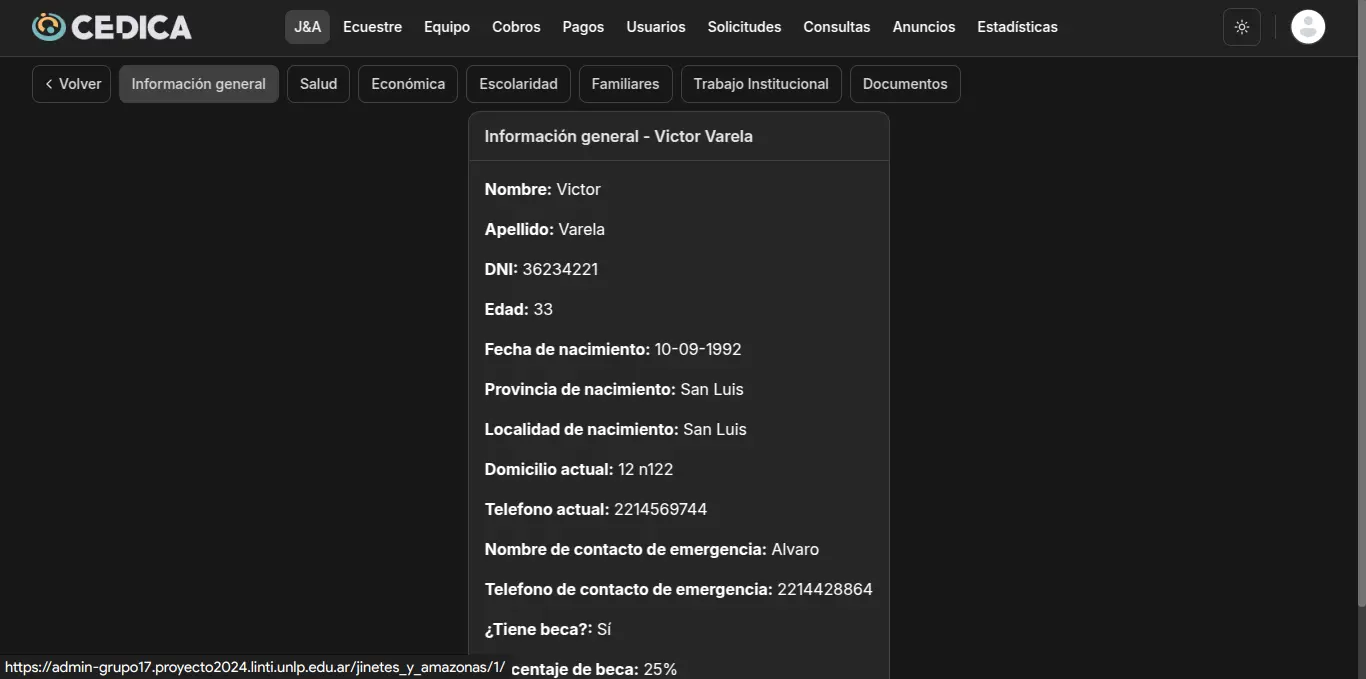 CEDICA
J&A Ecuestre Equipo Cobros Pagos Usuarios Solicitudes Consultas Anuncios Estadísticas
Volver Información general Salud Económica Escolaridad Familiares Trabajo Institucional Documentos
Información general - Victor Varela
Nombre: Victor
Apellido: Varela
DNI: 36234221
Edad: 33
Fecha de nacimiento: 10-09-1992
Provincia de nacimiento: San Luis
Localidad de nacimiento: San Luis
Domicilio actual: 12 n122
Telefono actual: 2214569744
Nombre de contacto de emergencia: Alvaro
Telefono de contacto de emergencia: 2214428864
¿Tiene beca?: Sí
centaje de beca: 25%
https://admin-grupo17.proyecto2024.linti.unlp.edu.ar/jinetes_y_amazonas/1/